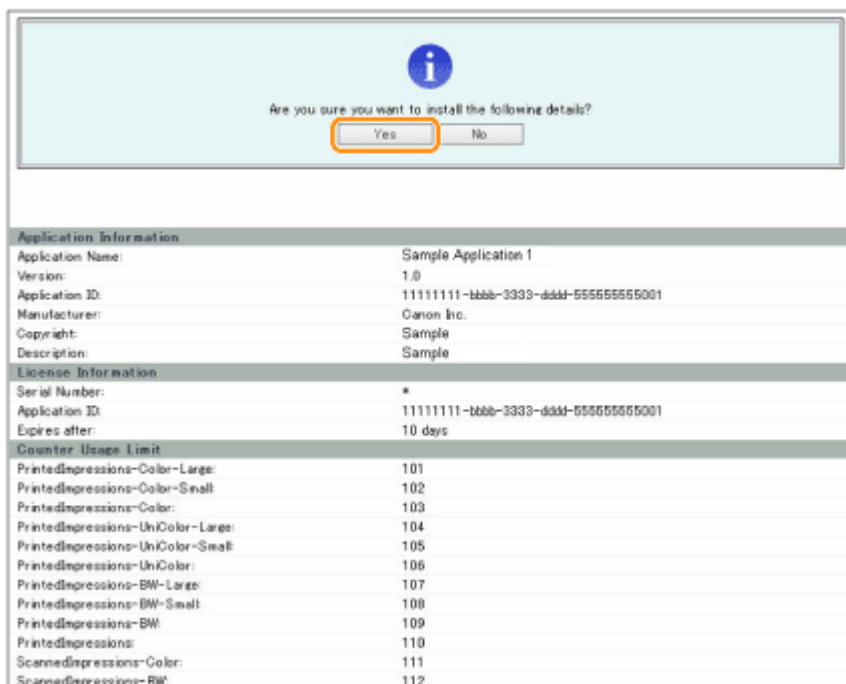 Are you sure you want to install the following details?
Yes No
Application Information
Application Name: Sample Application 1
Version: 1.0
Application ID: 11111111-bbbb-3333-dddd-555555555001
Manufacturer: Canon Inc.
Copyright: Sample
Description: Sample
License Information
Serial Number: *
Application ID: 11111111-bbbb-3333-dddd-555555555001
Expires after: 10 days
Counter Usage Limit
PrintedImpressions-Color-Large: 101
PrintedImpressions-Color-Small: 102
PrintedImpressions-Color: 103
PrintedImpressions-UniColor-Large: 104
PrintedImpressions-UniColor-Small: 105
PrintedImpressions-UniColor: 106
PrintedImpressions-BW-Large: 107
PrintedImpressions-BW-Small: 108
PrintedImpressions-BW: 109
PrintedImpressions: 110
ScannedImpressions-Color: 111
ScannedImpressions-BW: 112